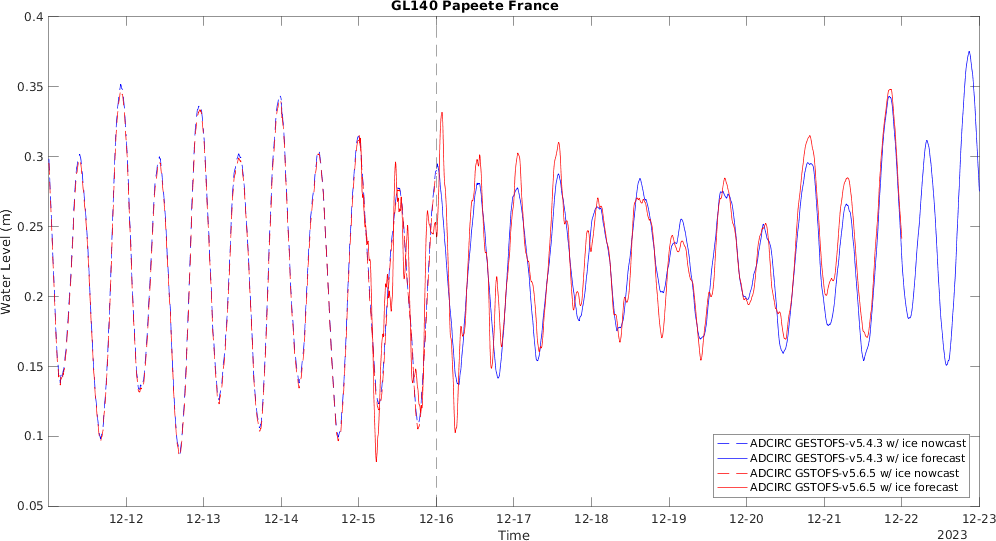 GL140 Papeete France
0.4
0.35
0.3
0.25
0.2
0.15
0.1
0.05
Water Level (m)
ADCIRC GESTOFS-v5.4.3 w/ ice nowcast
ADCIRC GESTOFS-v5.4.3 w/ ice forecast
ADCIRC GSTOFS-v5.6.5 w/ ice nowcast
ADCIRC GSTOFS-v5.6.5 w/ ice forecast
12-12 12-13 12-14 12-15 12-16 12-17 12-18 12-19 12-20 12-21 12-22 12-23
Time
2023